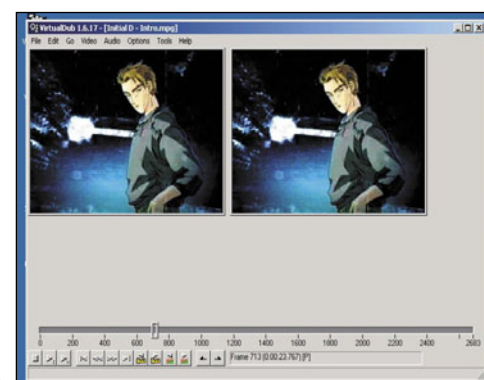 VirtualDub 1.6.17 - [Initial D - Intro.mpg]
File Edit Go Video Audio Options Tools Help
0 200 400 600 800 1000 1200 1400 1600 1800 2000 2200 2400 2683
Frame 713 (0:00:23.767) [P]